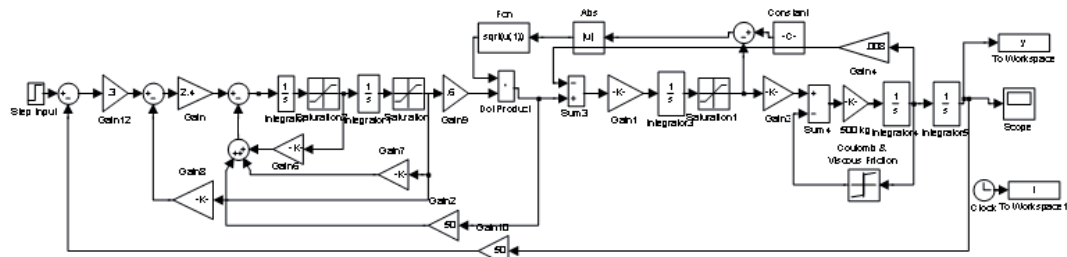 Fcn
Abs
Constant
sqrt(u(1))
|u|
-C-
.008
Gain4
y
To Workspace
Step Input
.3
Gain12
2.4
Gain
1
s
Integrator
Saturation2
1
s
Integrator1
Saturation
.6
Gain9
Dot Product
Sum3
-K-
Gain1
1
s
Integrator3
Saturation1
-K-
Gain3
Sum4
-K-
500 kg
1
s
Integrator4
1
s
Integrator5
Scope
-K-
Gain6
Gain7
-K-
Coulomb &
Viscous Friction
Gain8
-K-
Gain2
50
Gain10
50
Clock
t
To Workspace1